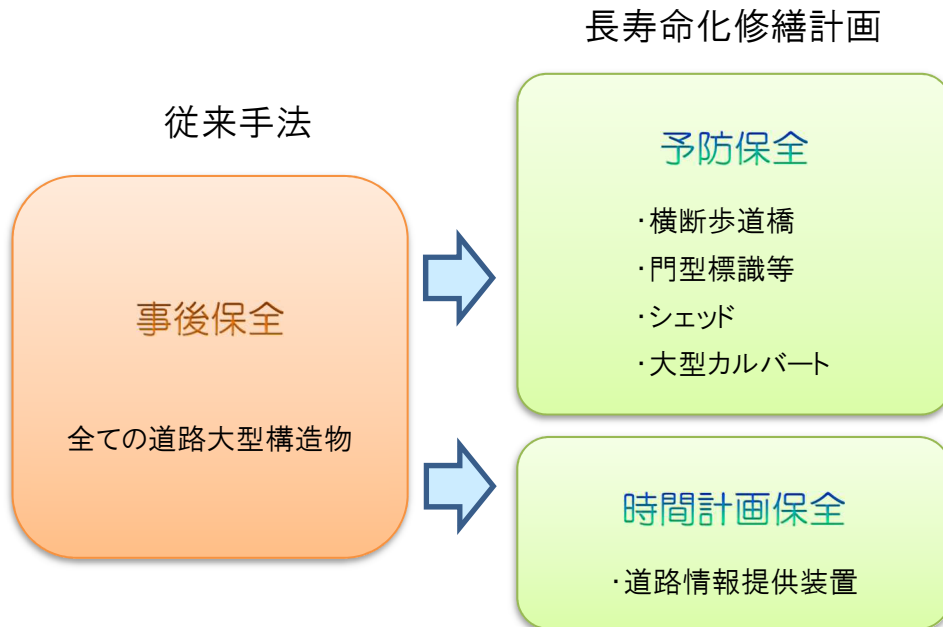 長寿命化修繕計画
従来手法
事後保全
全ての道路大型構造物
予防保全
・横断歩道橋
・門型標識等
・シェッド
・大型カルバート
時間計画保全
・道路情報提供装置